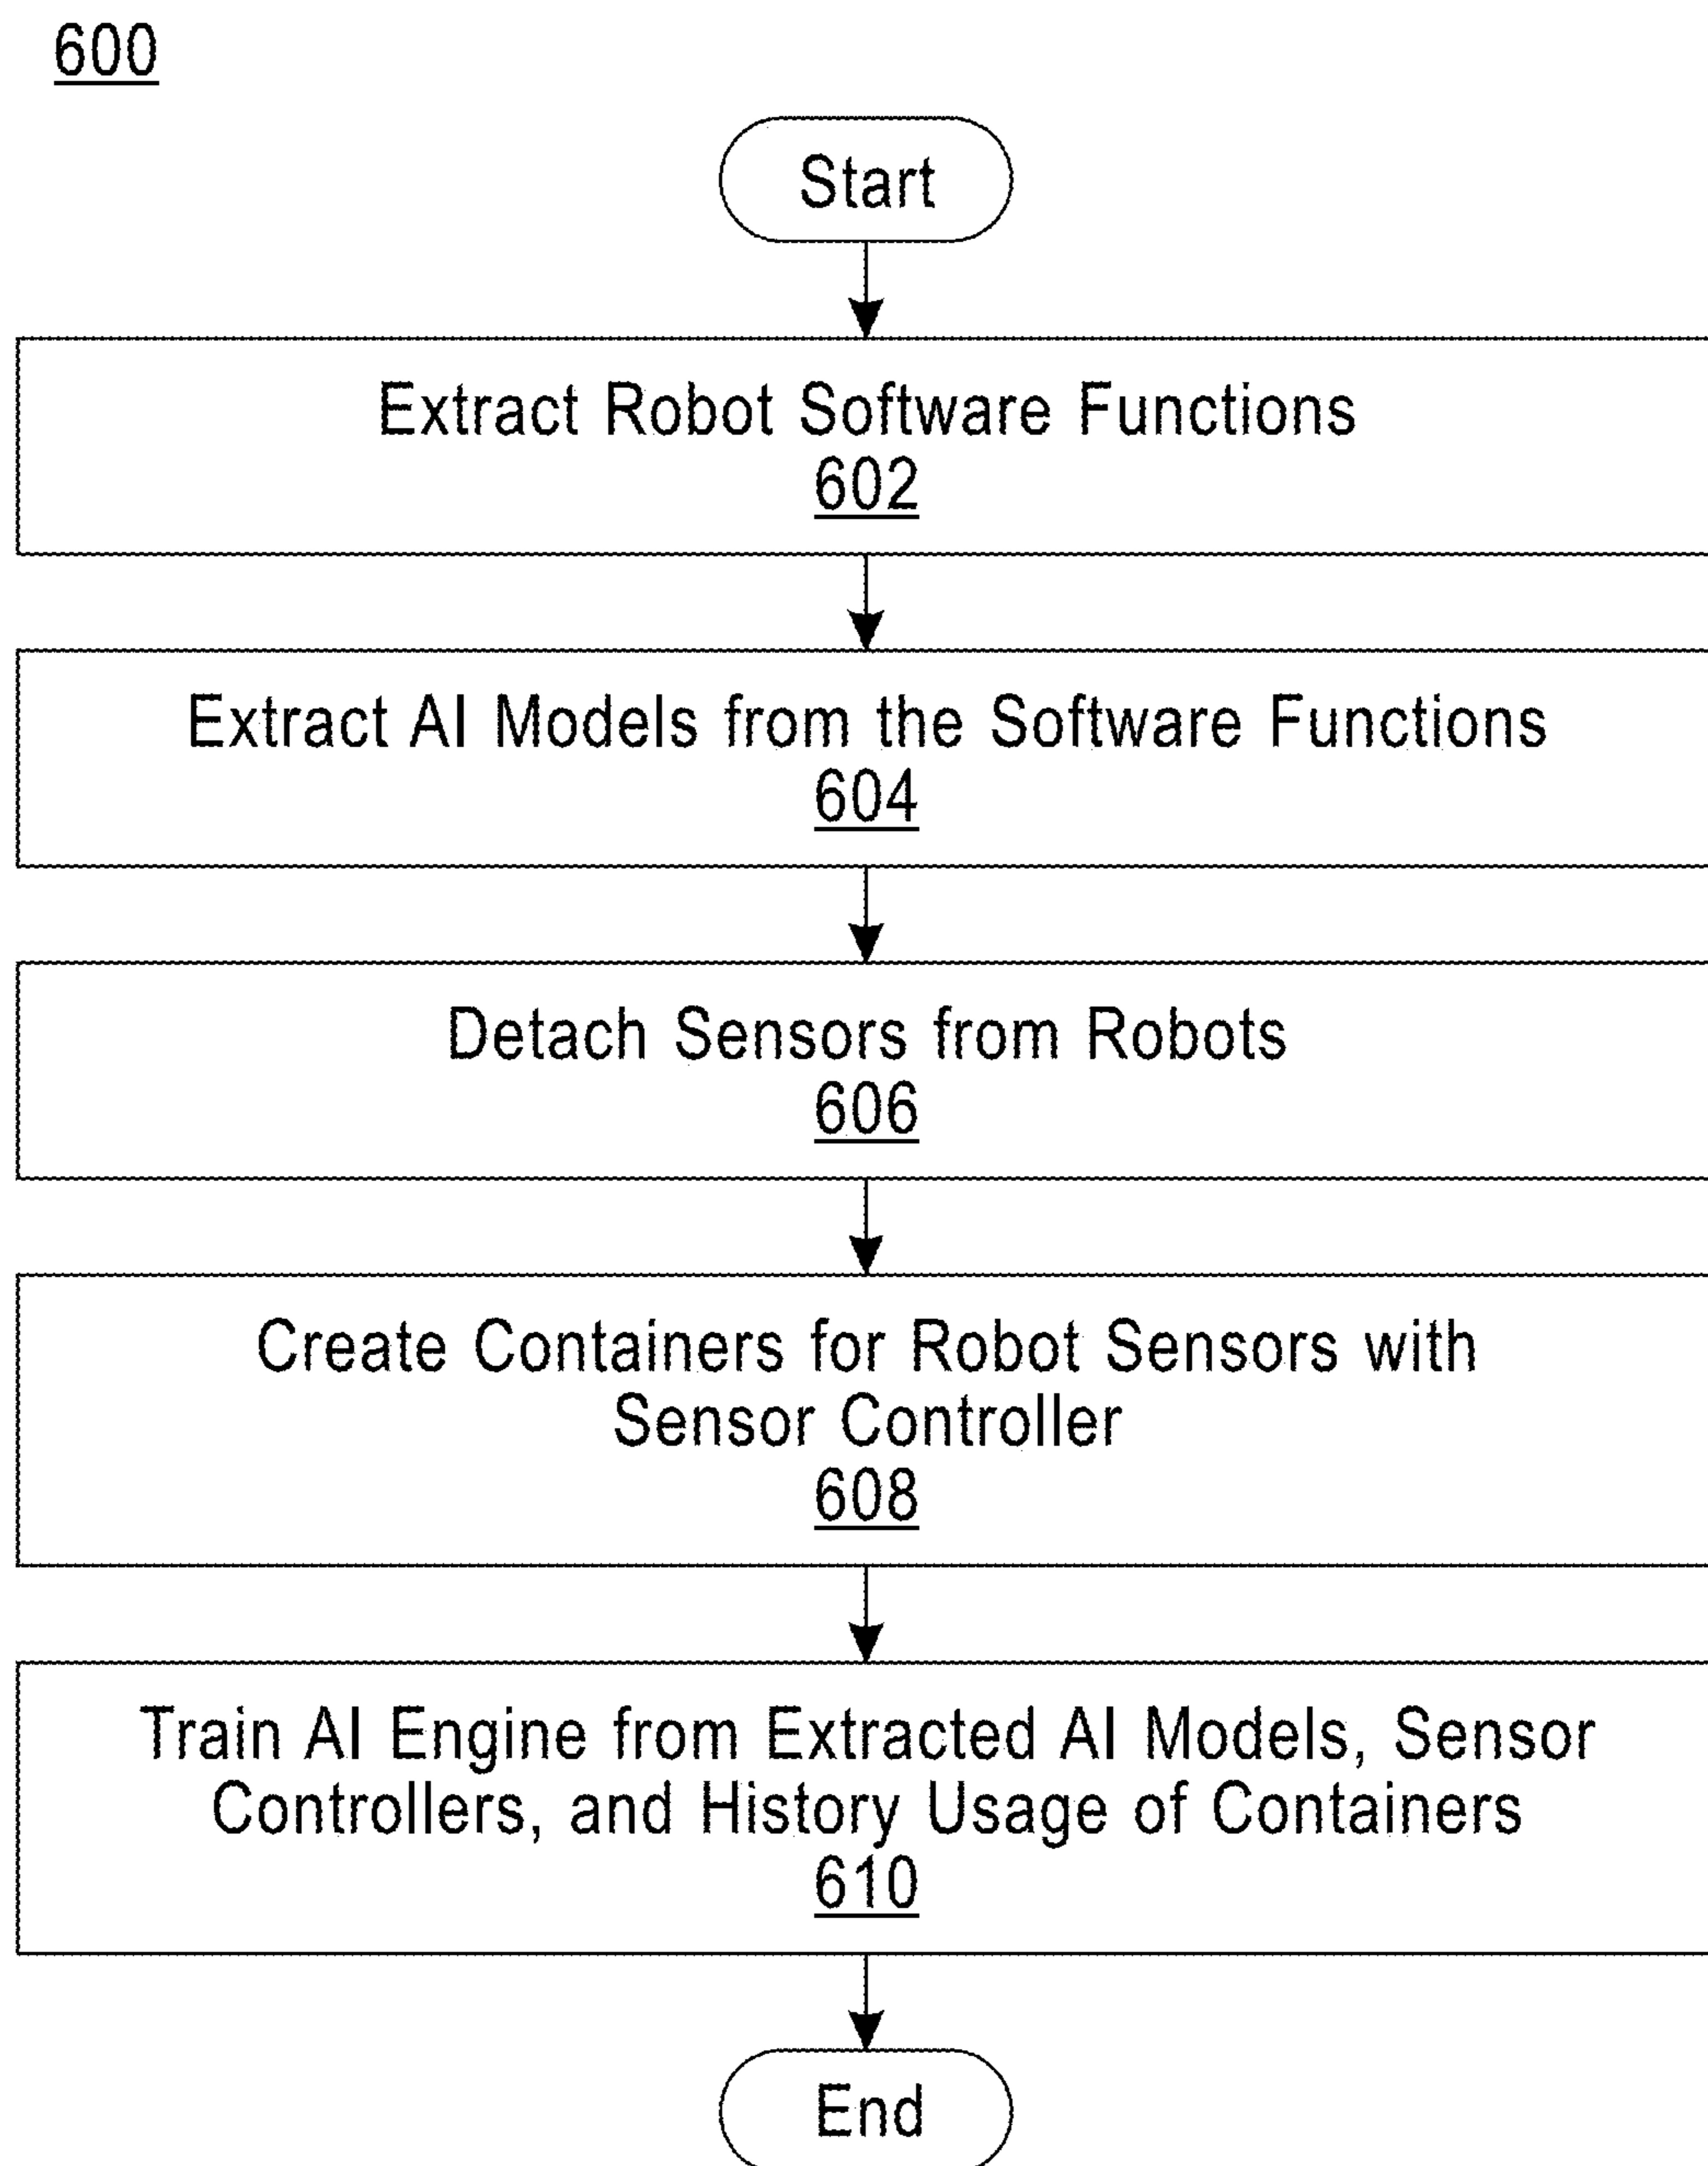 600
Start
Extract Robot Software Functions
602
Extract AI Models from the Software Functions
604
Detach Sensors from Robots
606
Create Containers for Robot Sensors with
Sensor Controller
608
Train AI Engine from Extracted AI Models, Sensor
Controllers, and History Usage of Containers
610
End